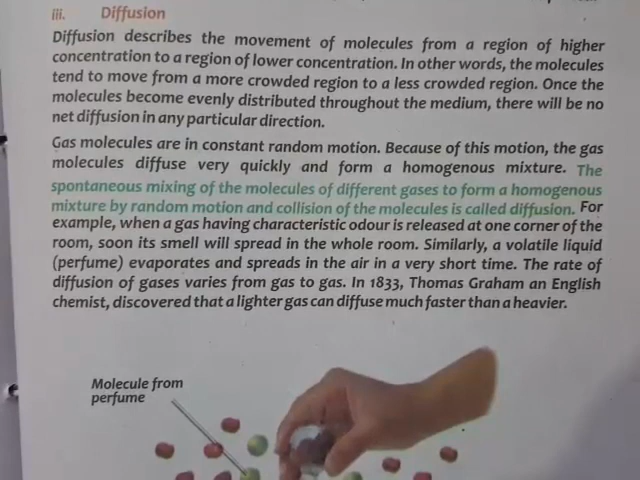 iii. Diffusion
Diffusion describes the movement of molecules from a region of higher
concentration to a region of lower concentration. In other words, the molecules
tend to move from a more crowded region to a less crowded region. Once the
molecules become evenly distributed throughout the medium, there will be no
net diffusion in any particular direction.
Gas molecules are in constant random motion. Because of this motion, the gas
molecules diffuse very quickly and form a homogenous mixture. The
spontaneous mixing of the molecules of different gases to form a homogenous
mixture by random motion and collision of the molecules is called diffusion. For
example, when a gas having characteristic odour is released at one corner of the
room, soon its smell will spread in the whole room. Similarly, a volatile liquid
(perfume) evaporates and spreads in the air in a very short time. The rate of
diffusion of gases varies from gas to gas. In 1833, Thomas Graham an English
chemist, discovered that a lighter gas can diffuse much faster than a heavier.
Molecule from
perfume